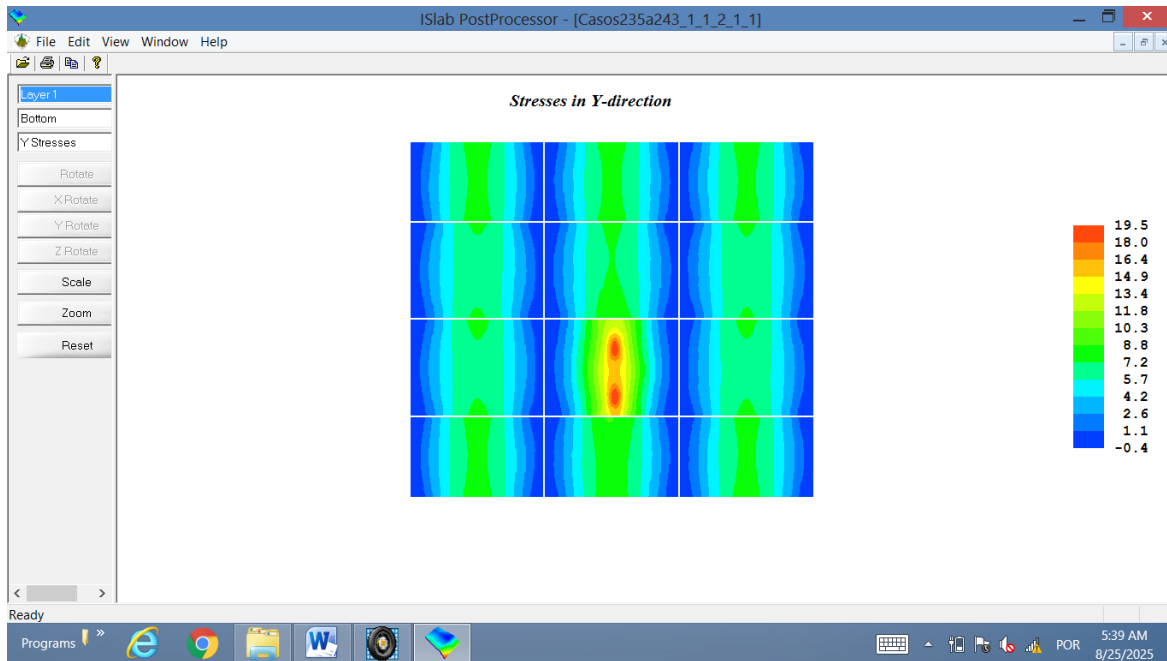 ISlab PostProcessor - [Casos235a243_1_1_2_1_1]
File Edit View Window Help
Layer 1
Bottom
Y Stresses
Rotate
X Rotate
Y Rotate
Z Rotate
Scale
Zoom
Reset
Stresses in Y-direction
19.5
18.0
16.4
14.9
13.4
11.8
10.3
8.8
7.2
5.7
4.2
2.6
1.1
-0.4
Ready
Programs
POR
5:39 AM
8/25/2025